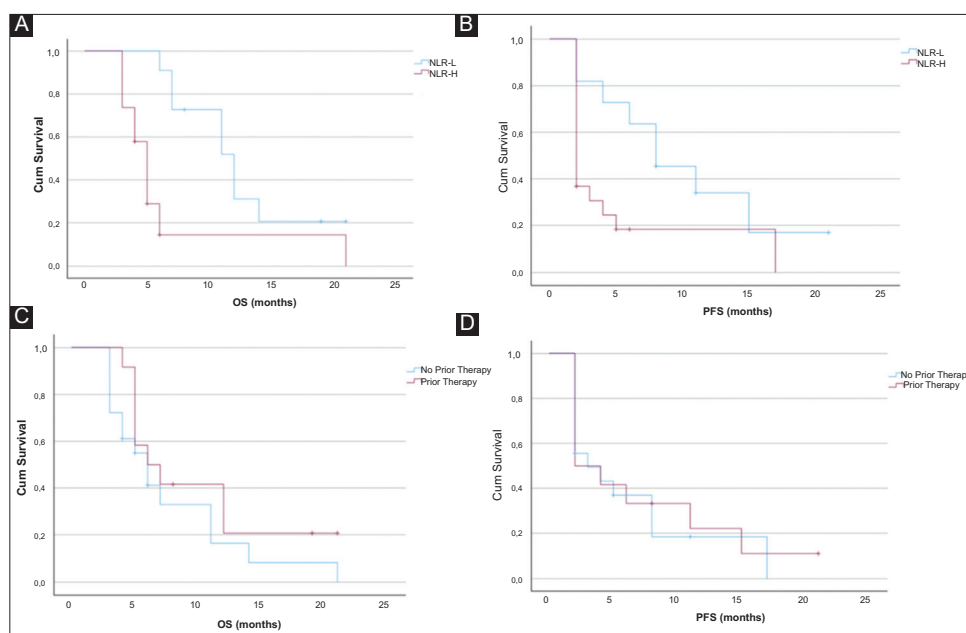 A
1,0
0,8
0,6
0,4
0,2
0,0
Cum Survival
0 5 10 15 20 25
OS (months)
NLR-L
NLR-H
B
1,0
0,8
0,6
0,4
0,2
0,0
Cum Survival
0 5 10 15 20 25
PFS (months)
NLR-L
NLR-H
C
1,0
0,8
0,6
0,4
0,2
0,0
Cum Survival
0 5 10 15 20 25
OS (months)
No Prior Therapy
Prior Therapy
D
1,0
0,8
0,6
0,4
0,2
0,0
Cum Survival
0 5 10 15 20 25
PFS (months)
No Prior Therap
Prior Therapy